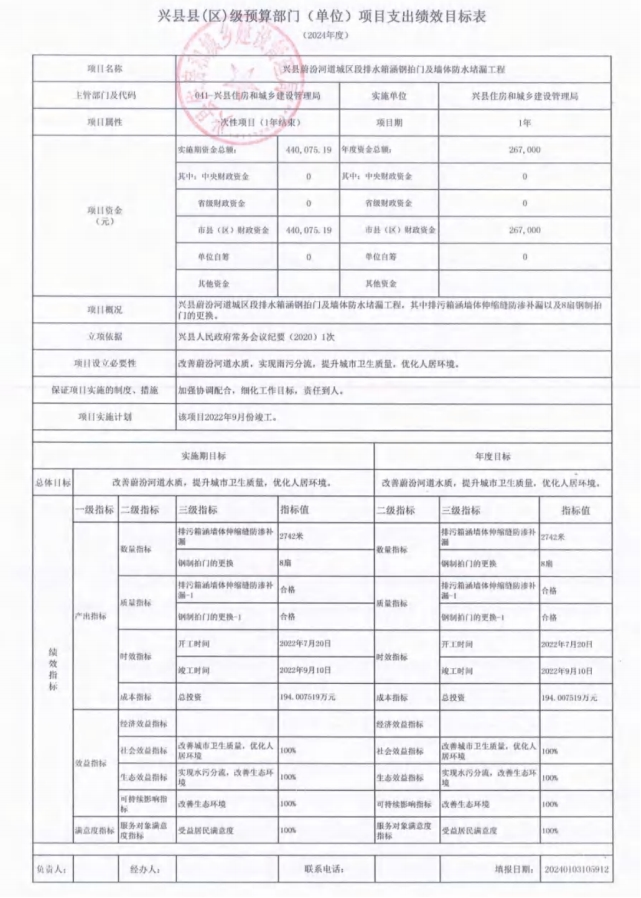 兴县县(区)级预算部门（单位）项目支出绩效目标表
（2024年度）
项目名称 兴县蔚汾河道城区段排水箱涵钢拍门及墙体防水堵漏工程
主管部门及代码 041-兴县住房和城乡建设管理局 实施单位 兴县住房和城乡建设管理局
项目属性 一次性项目（1年结束） 项目期 1年
项目资金
（元）
实施期资金总额： 440,075.19 年度资金总额： 267,000
其中：中央财政资金 0 其中：中央财政资金 0
省级财政资金 0 省级财政资金 0
市县（区）财政资金 440,075.19 市县（区）财政资金 267,000
单位自筹 0 单位自筹 0
其他资金 其他资金
项目概况 兴县蔚汾河道城区段排水箱涵钢拍门及墙体防水堵漏工程，其中排污箱涵墙体伸缩缝防渗补漏以及8扇钢制拍
门的更换。
立项依据 兴县人民政府常务会议纪要（2020）1次
项目设立必要性 改善蔚汾河道水质，实现雨污分流，提升城市卫生质量，优化人居环境。
保证项目实施的制度、措施 加强协调配合，细化工作目标，责任到人。
项目实施计划 该项目2022年9月份竣工。
实施期目标 年度目标
总体目标 改善蔚汾河道水质，提升城市卫生质量，优化人居环境。 改善蔚汾河道水质，提升城市卫生质量，优化人居环境。
绩效指标
一级指标 二级指标 三级指标 指标值 二级指标 三级指标 指标值
产出指标
数量指标 排污箱涵墙体伸缩缝防渗补漏 2742米 数量指标 排污箱涵墙体伸缩缝防渗补漏 2742米
钢制拍门的更换 8扇 钢制拍门的更换 8扇
质量指标 排污箱涵墙体伸缩缝防渗补漏-1 合格 质量指标 排污箱涵墙体伸缩缝防渗补漏-1 合格
钢制拍门的更换-1 合格 钢制拍门的更换-1 合格
时效指标 开工时间 2022年7月20日 时效指标 开工时间 2022年7月20日
竣工时间 2022年9月10日 竣工时间 2022年9月10日
成本指标 总投资 194.007519万元 成本指标 总投资 194.007519万元
效益指标
经济效益指标 经济效益指标
社会效益指标 改善城市卫生质量，优化人居环境 100% 社会效益指标 改善城市卫生质量，优化人居环境 100%
生态效益指标 实现水污分流，改善生态环境 100% 生态效益指标 实现水污分流，改善生态环境 100%
可持续影响指标 改善生态环境 100% 可持续影响指标 改善生态环境 100%
满意度指标 服务对象满意度指标 受益居民满意度 100% 服务对象满意度指标 受益居民满意度 100%
负责人： 经办人： 联系电话： 填报日期： 20240103105912